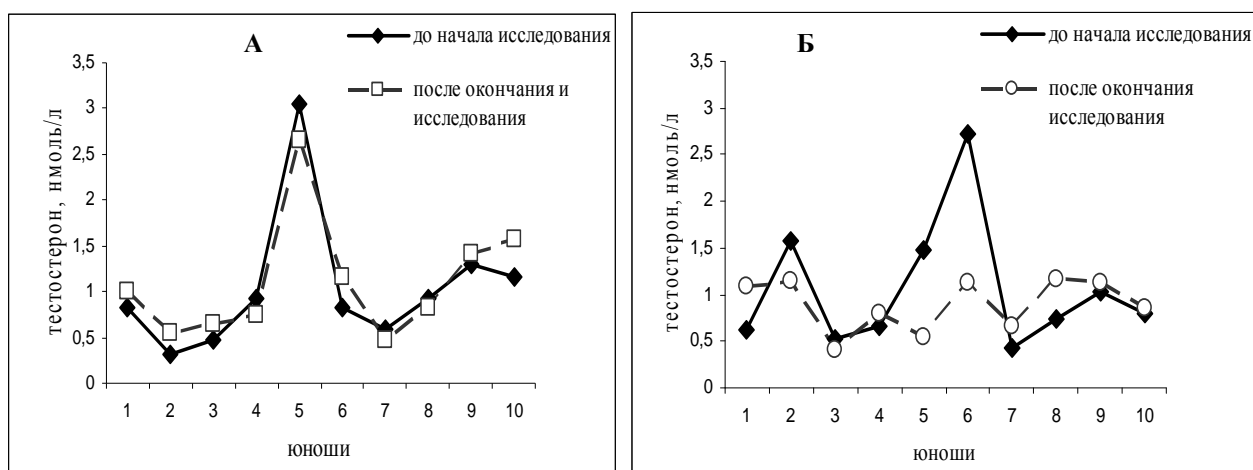 А
до начала исследования
после окончания и
исследования
тестостерон, нмоль/л
3,5
3
2,5
2
1,5
1
0,5
0
1 2 3 4 5 6 7 8 9 10
юноши
Б
до начала исследования
после окончания
исследования
тестостерон, нмоль/л
3,5
3
2,5
2
1,5
1
0,5
0
1 2 3 4 5 6 7 8 9 10
юноши